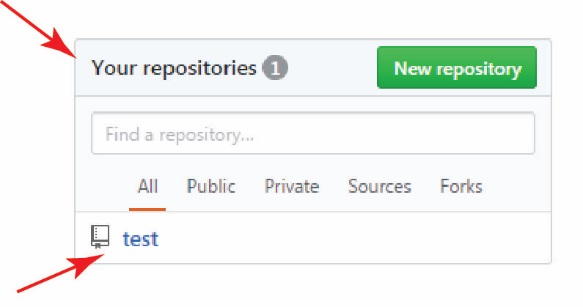 Your repositories 1 New repository
Find a repository...
All Public Private Sources Forks
test